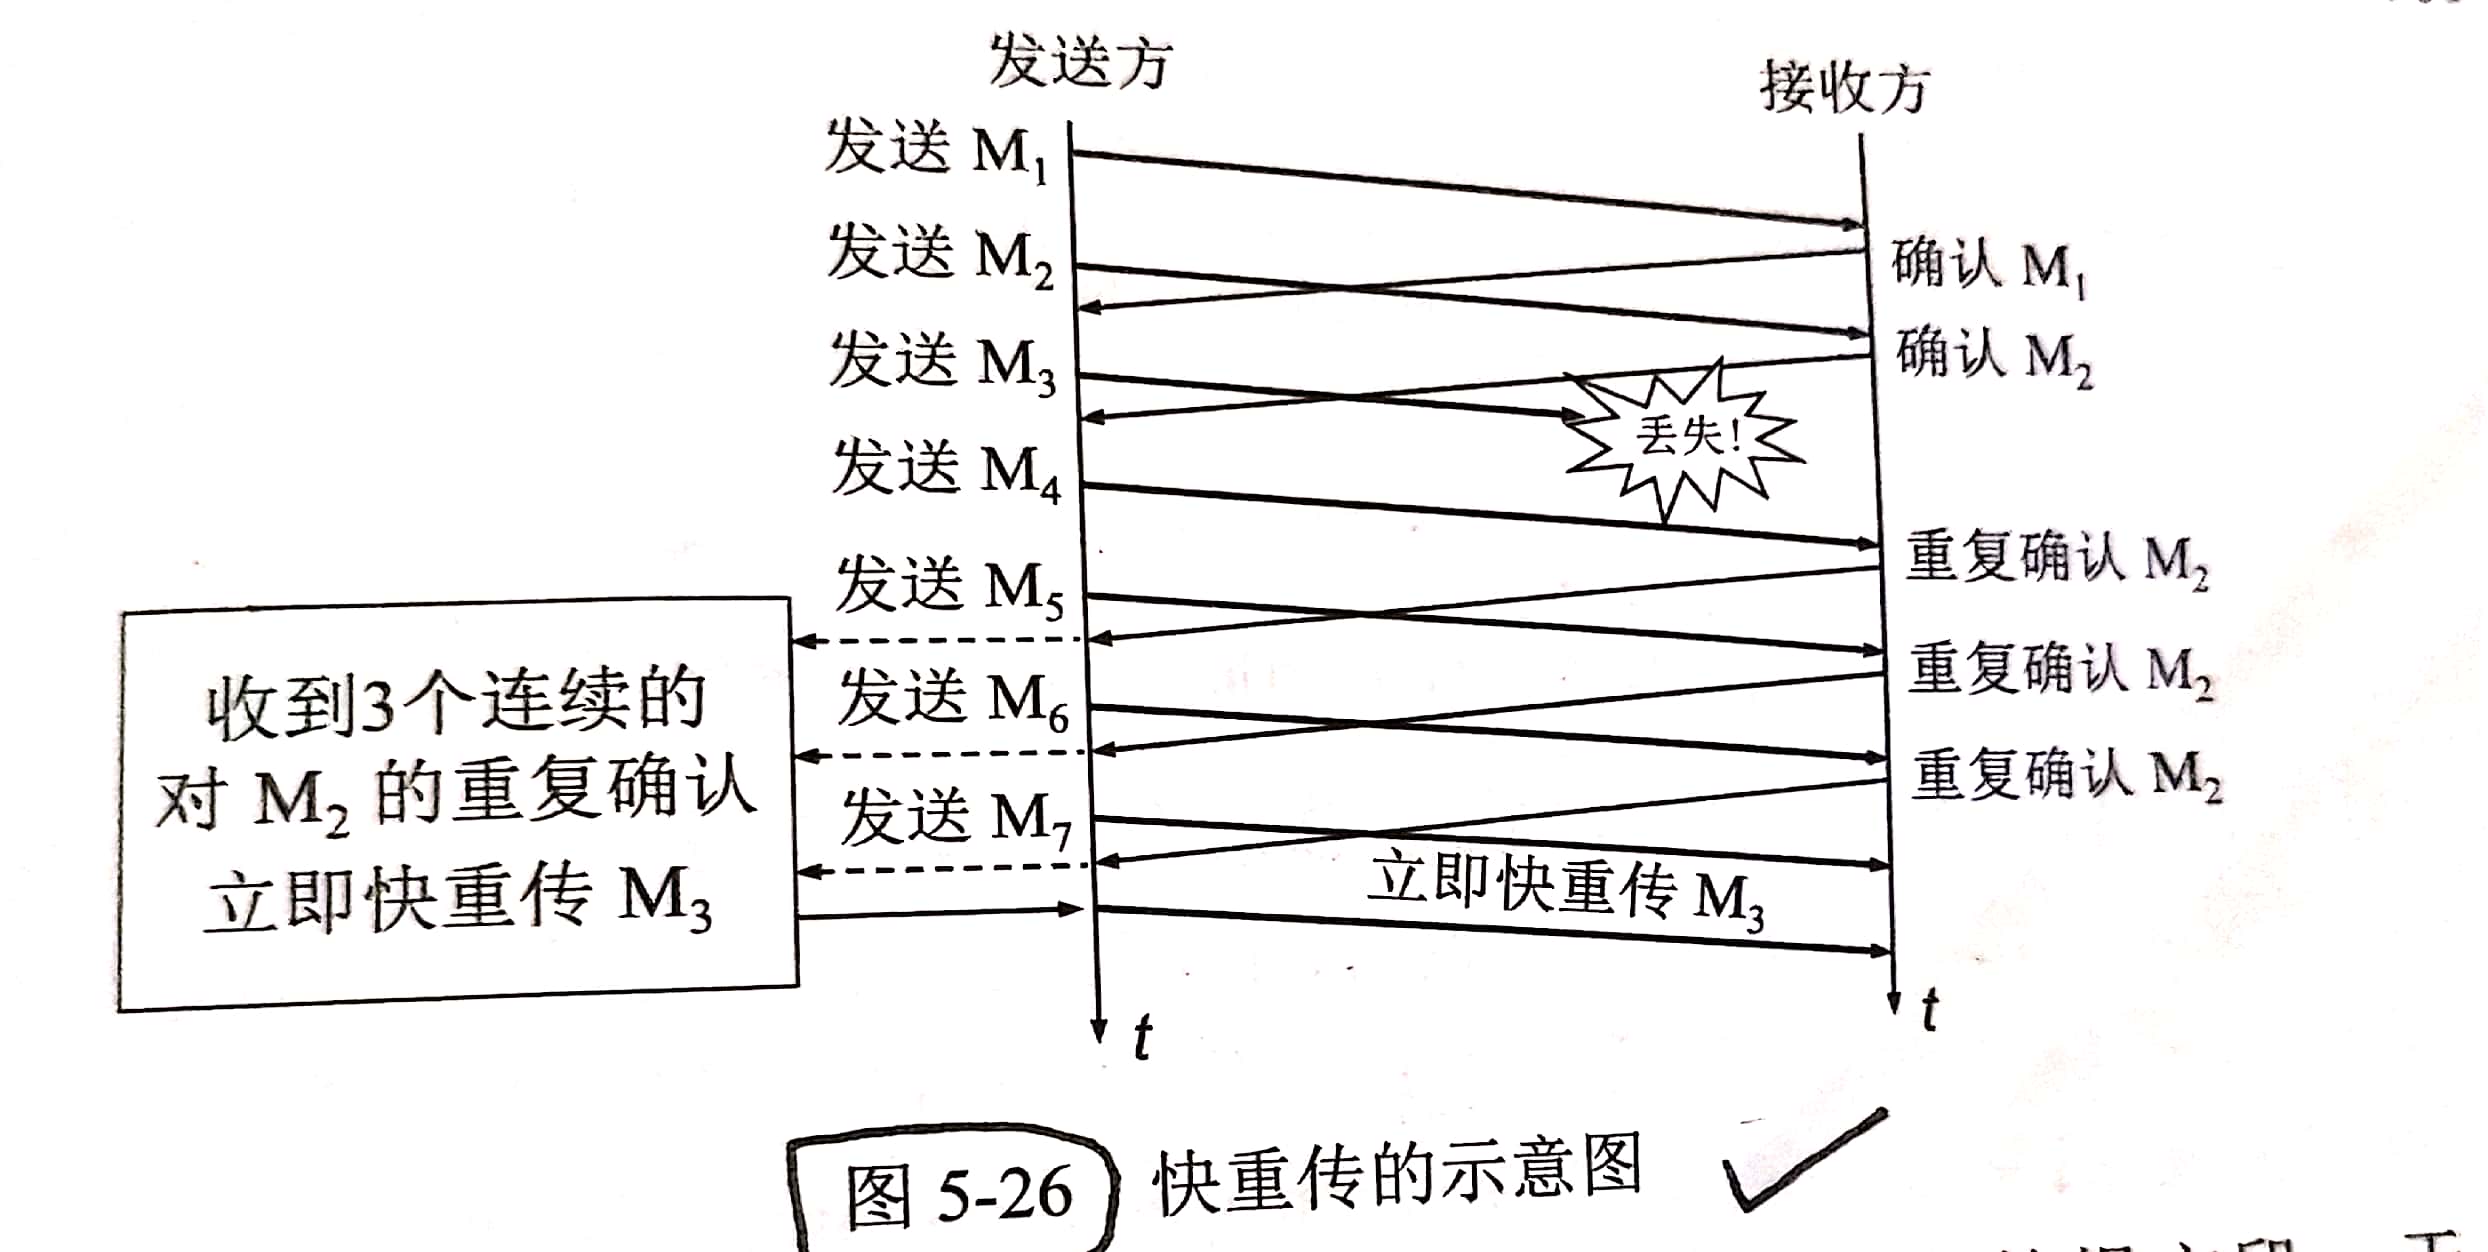 发送方
接收方
发送 M₁
确认 M₁
发送 M₂
确认 M₂
发送 M₃
丢失!
发送 M₄
重复确认 M₂
发送 M₅
重复确认 M₂
发送 M₆
重复确认 M₂
发送 M₇
收到3个连续的
对 M₂ 的重复确认
立即快重传 M₃
立即快重传 M₃
t
t
图 5-26 快重传的示意图